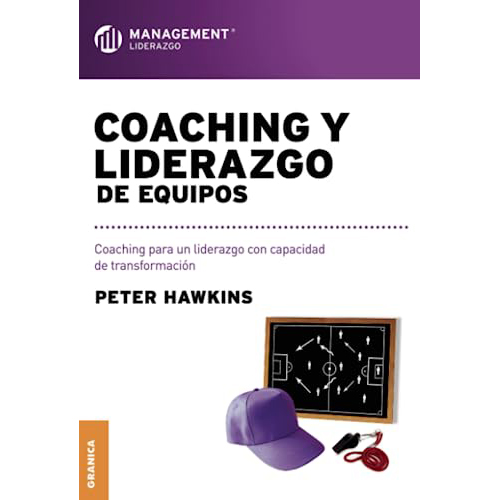 MANAGEMENT®
LIDERAZGO
COACHING Y
LIDERAZGO
DE EQUIPOS
Coaching para un liderazgo con capacidad
de transformación
PETER HAWKINS
GRANICA